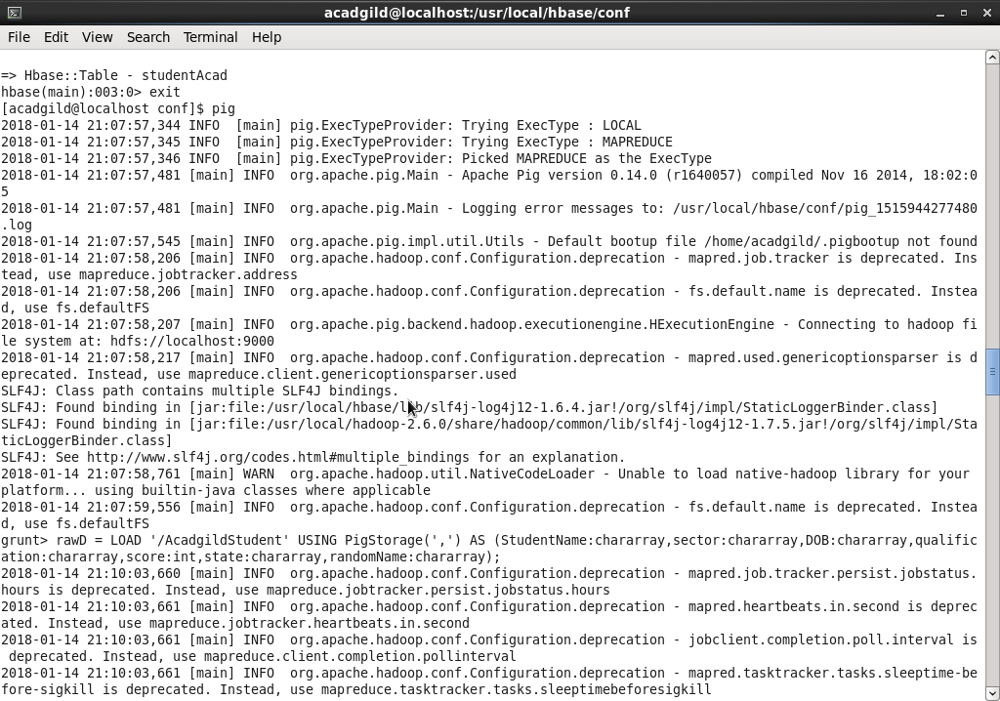 acadgild@localhost:/usr/local/hbase/conf
File Edit View Search Terminal Help
=> Hbase::Table - studentAcad
hbase(main):003:0> exit
[acadgild@localhost conf]$ pig
2018-01-14 21:07:57,344 INFO  [main] pig.ExecTypeProvider: Trying ExecType : LOCAL
2018-01-14 21:07:57,345 INFO  [main] pig.ExecTypeProvider: Trying ExecType : MAPREDUCE
2018-01-14 21:07:57,346 INFO  [main] pig.ExecTypeProvider: Picked MAPREDUCE as the ExecType
2018-01-14 21:07:57,481 [main] INFO  org.apache.pig.Main - Apache Pig version 0.14.0 (r1640057) compiled Nov 16 2014, 18:02:0
5
2018-01-14 21:07:57,481 [main] INFO  org.apache.pig.Main - Logging error messages to: /usr/local/hbase/conf/pig_1515944277480
.log
2018-01-14 21:07:57,545 [main] INFO  org.apache.pig.impl.util.Utils - Default bootup file /home/acadgild/.pigbootup not found
2018-01-14 21:07:58,206 [main] INFO  org.apache.hadoop.conf.Configuration.deprecation - mapred.job.tracker is deprecated. Ins
tead, use mapreduce.jobtracker.address
2018-01-14 21:07:58,206 [main] INFO  org.apache.hadoop.conf.Configuration.deprecation - fs.default.name is deprecated. Instea
d, use fs.defaultFS
2018-01-14 21:07:58,207 [main] INFO  org.apache.pig.backend.hadoop.executionengine.HExecutionEngine - Connecting to hadoop fi
le system at: hdfs://localhost:9000
2018-01-14 21:07:58,217 [main] INFO  org.apache.hadoop.conf.Configuration.deprecation - mapred.used.genericoptionsparser is d
eprecated. Instead, use mapreduce.client.genericoptionsparser.used
SLF4J: Class path contains multiple SLF4J bindings.
SLF4J: Found binding in [jar:file:/usr/local/hbase/lib/slf4j-log4j12-1.6.4.jar!/org/slf4j/impl/StaticLoggerBinder.class]
SLF4J: Found binding in [jar:file:/usr/local/hadoop-2.6.0/share/hadoop/common/lib/slf4j-log4j12-1.7.5.jar!/org/slf4j/impl/Sta
ticLoggerBinder.class]
SLF4J: See http://www.slf4j.org/codes.html#multiple_bindings for an explanation.
2018-01-14 21:07:58,761 [main] WARN  org.apache.hadoop.util.NativeCodeLoader - Unable to load native-hadoop library for your
platform... using builtin-java classes where applicable
2018-01-14 21:07:59,556 [main] INFO  org.apache.hadoop.conf.Configuration.deprecation - fs.default.name is deprecated. Instea
d, use fs.defaultFS
grunt> rawD = LOAD '/AcadgildStudent' USING PigStorage(',') AS (StudentName:chararray,sector:chararray,DOB:chararray,qualific
ation:chararray,score:int,state:chararray,randomName:chararray);
2018-01-14 21:10:03,660 [main] INFO  org.apache.hadoop.conf.Configuration.deprecation - mapred.job.tracker.persist.jobstatus.
hours is deprecated. Instead, use mapreduce.jobtracker.persist.jobstatus.hours
2018-01-14 21:10:03,661 [main] INFO  org.apache.hadoop.conf.Configuration.deprecation - mapred.heartbeats.in.second is deprec
ated. Instead, use mapreduce.jobtracker.heartbeats.in.second
2018-01-14 21:10:03,661 [main] INFO  org.apache.hadoop.conf.Configuration.deprecation - jobclient.completion.poll.interval is
 deprecated. Instead, use mapreduce.client.completion.pollinterval
2018-01-14 21:10:03,661 [main] INFO  org.apache.hadoop.conf.Configuration.deprecation - mapred.tasktracker.tasks.sleeptime-be
fore-sigkill is deprecated. Instead, use mapreduce.tasktracker.tasks.sleeptimebeforesigkill